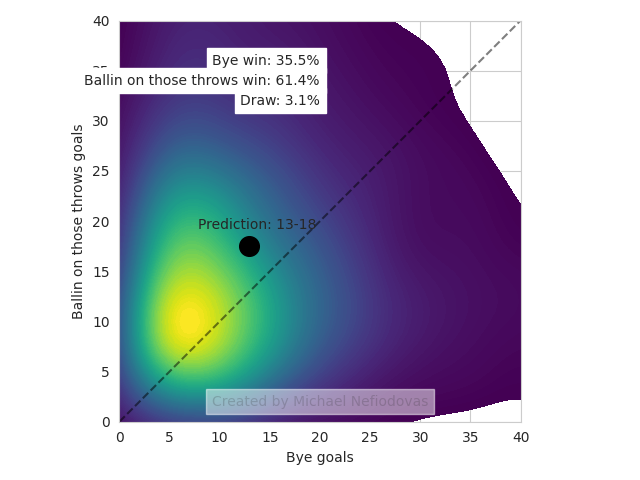 40
35
30
25
20
15
10
5
0
Ballin on those throws goals
Bye win: 35.5%
Ballin on those throws win: 61.4%
Draw: 3.1%
Prediction: 13-18
Created by Michael Nefiodovas
0 5 10 15 20 25 30 35 40
Bye goals